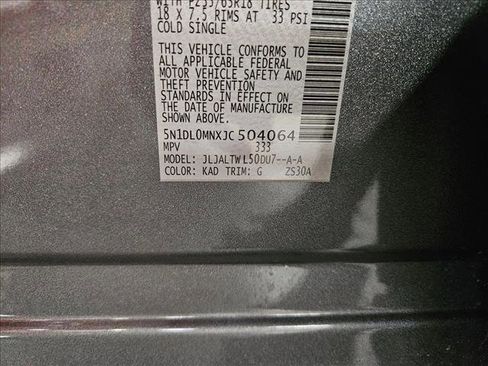 WITH P235/65R18 TIRES
18 X 7.5 RIMS AT 33 PSI
COLD SINGLE
THIS VEHICLE CONFORMS TO
ALL APPLICABLE FEDERAL
MOTOR VEHICLE SAFETY AND
THEFT PREVENTION
STANDARDS IN EFFECT ON
THE DATE OF MANUFACTURE
SHOWN ABOVE.
5N1DL0MNXJC504064
MPV 333
MODEL: JLJALTWL50DU7--A-A
COLOR: KAD TRIM: G ZS30A